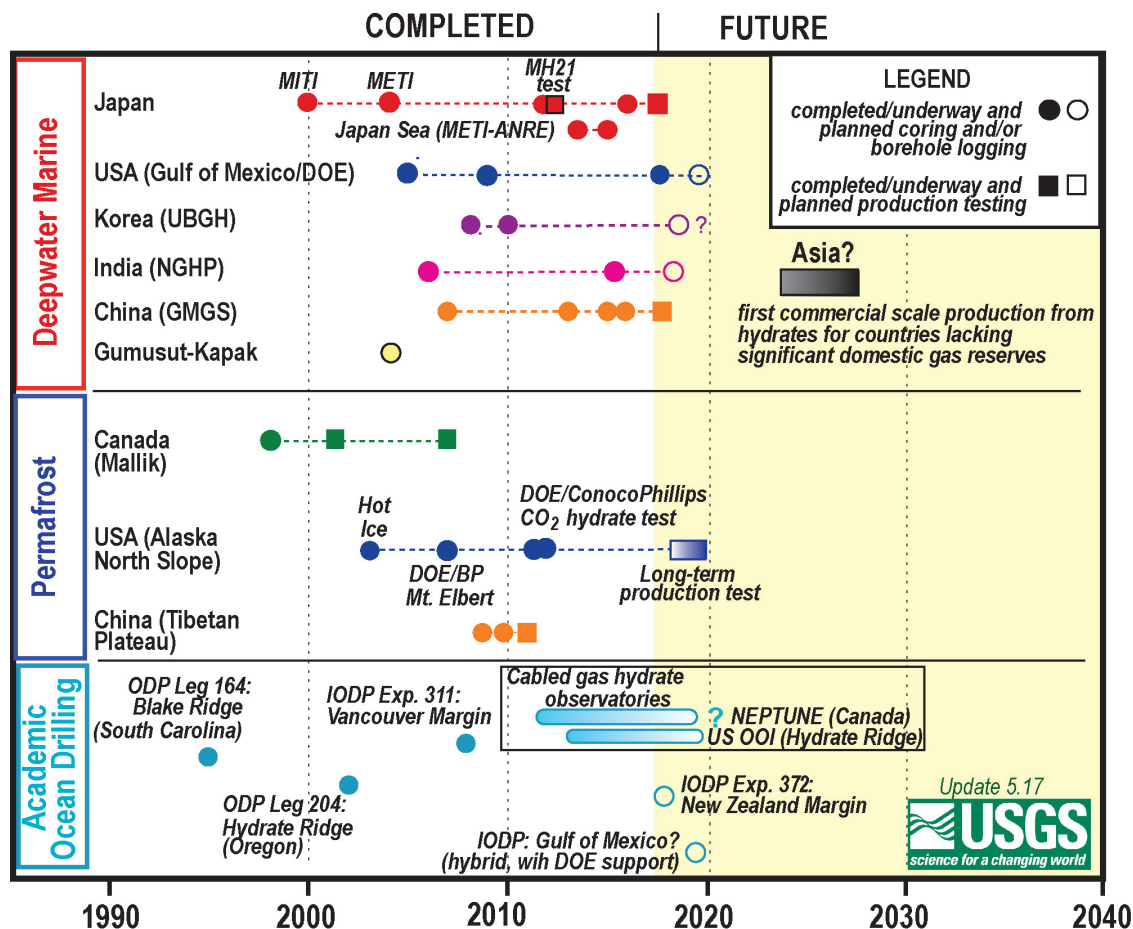 COMPLETED
FUTURE
Deepwater Marine
Japan
MITI
METI
MH21
test
Japan Sea (METI-ANRE)
USA (Gulf of Mexico/DOE)
Korea (UBGH)
?
India (NGHP)
China (GMGS)
Gumusut-Kapak
LEGEND
completed/underway and
planned coring and/or
borehole logging
completed/underway and
planned production testing
Asia?
first commercial scale production from
hydrates for countries lacking
significant domestic gas reserves
Permafrost
Canada
(Mallik)
USA (Alaska
North Slope)
Hot
Ice
DOE/BP
Mt. Elbert
DOE/ConocoPhillips
CO2 hydrate test
Long-term
production test
China (Tibetan
Plateau)
Academic
Ocean Drilling
ODP Leg 164:
Blake Ridge
(South Carolina)
ODP Leg 204:
Hydrate Ridge
(Oregon)
IODP Exp. 311:
Vancouver Margin
Cabled gas hydrate
observatories
? NEPTUNE (Canada)
US OOI (Hydrate Ridge)
IODP Exp. 372:
New Zealand Margin
IODP: Gulf of Mexico?
(hybrid, wih DOE support)
Update 5.17
USGS
science for a changing world
1990
2000
2010
2020
2030
2040